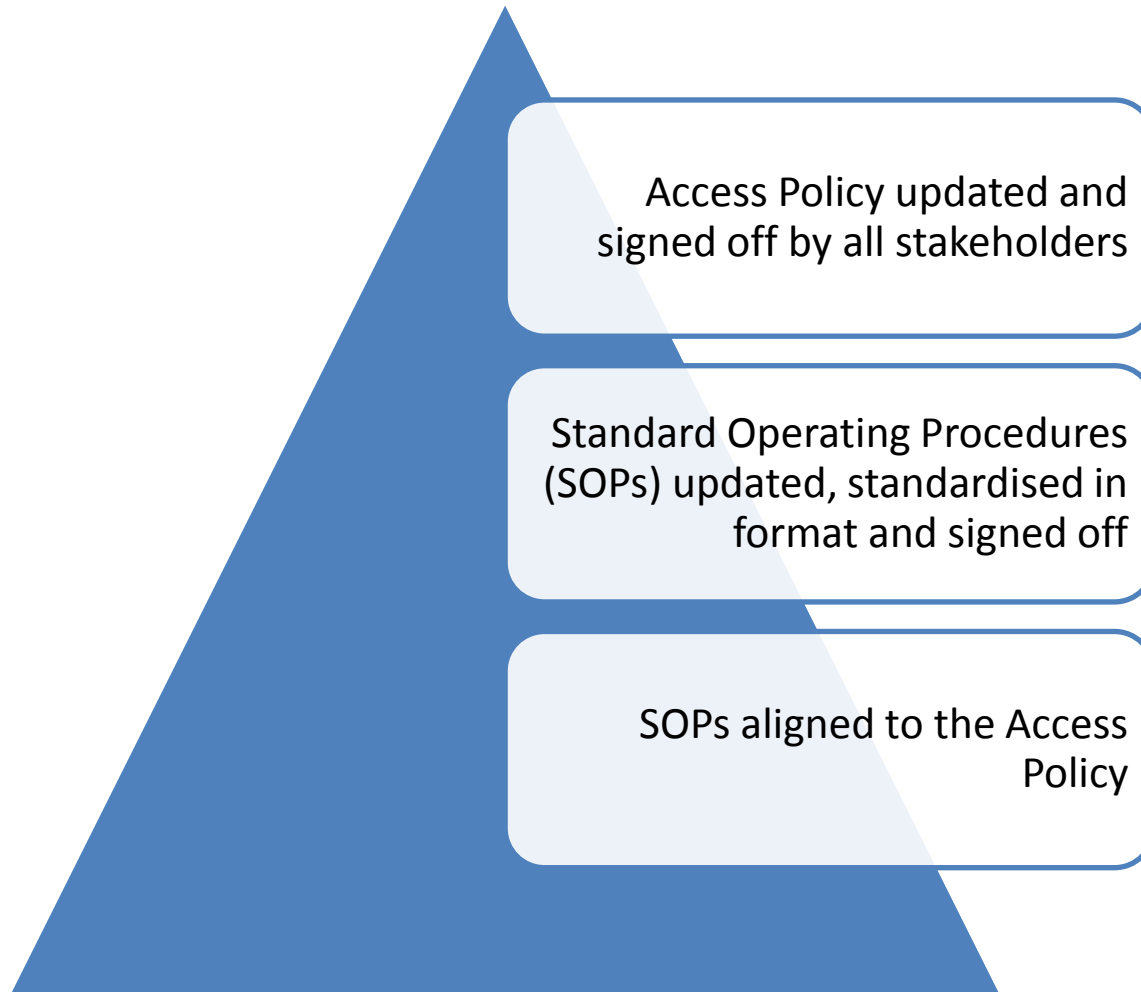 Access Policy updated and
signed off by all stakeholders
Standard Operating Procedures
(SOPs) updated, standardised in
format and signed off
SOPs aligned to the Access
Policy